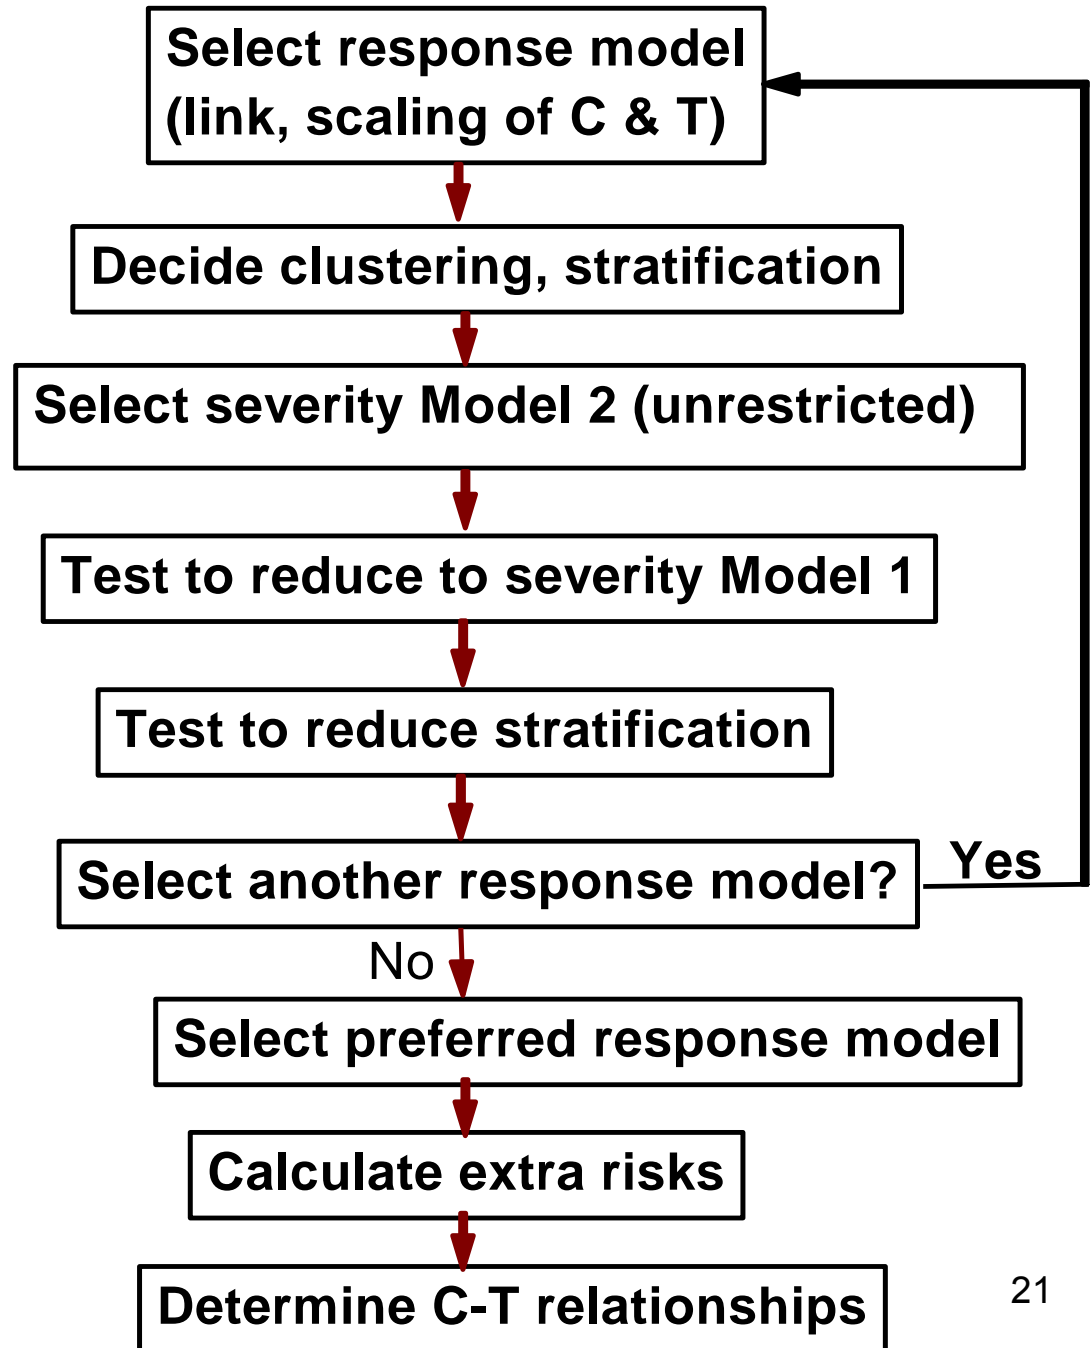 Select response model
(link, scaling of C & T)
Decide clustering, stratification
Select severity Model 2 (unrestricted)
Test to reduce to severity Model 1
Test to reduce stratification
Select another response model?
Yes
No
Select preferred response model
Calculate extra risks
Determine C-T relationships
21